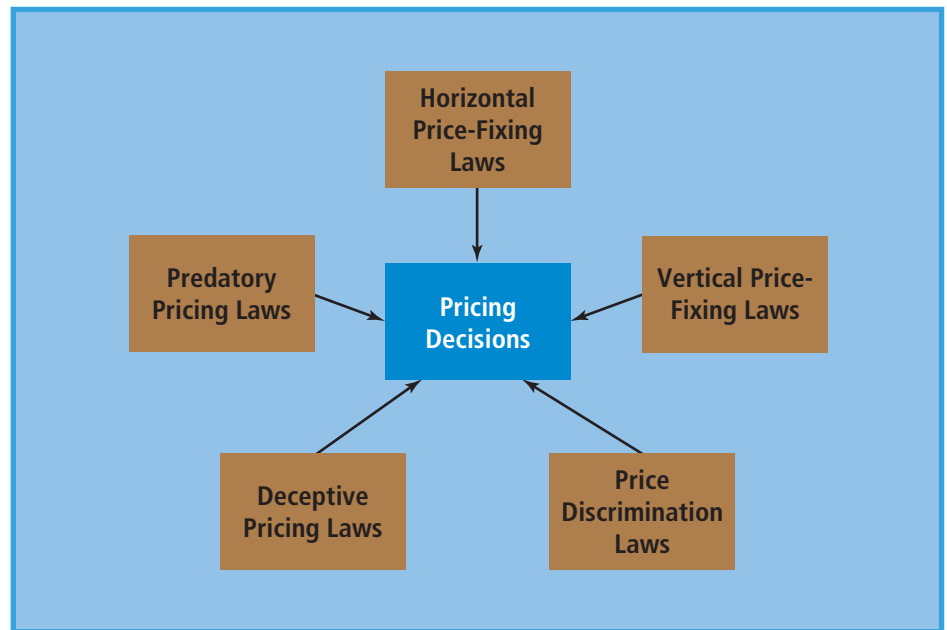 Horizontal
Price-Fixing
Laws
Predatory
Pricing Laws
Pricing
Decisions
Vertical Price-
Fixing Laws
Deceptive
Pricing Laws
Price
Discrimination
Laws